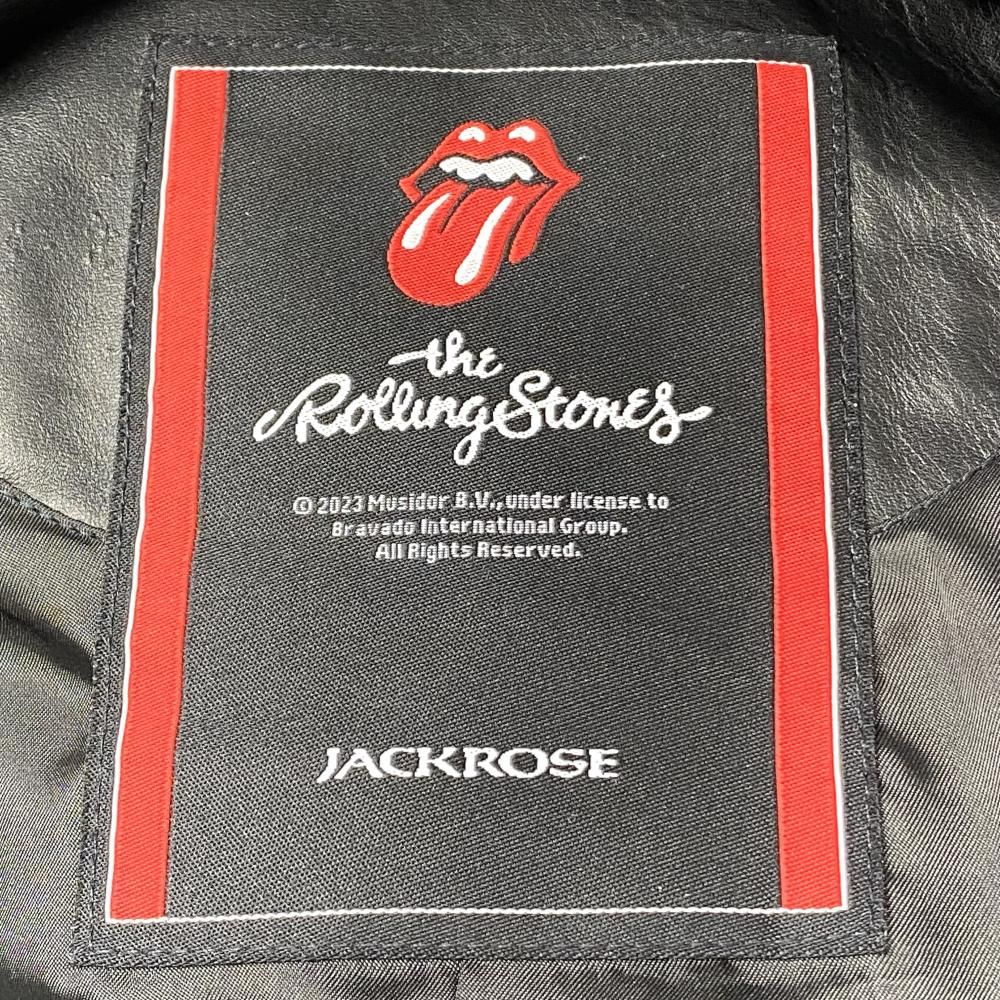 the
Rolling Stones
© 2023 Musidor B.V., under license to
Bravado International Group.
All Rights Reserved.
JACKROSE